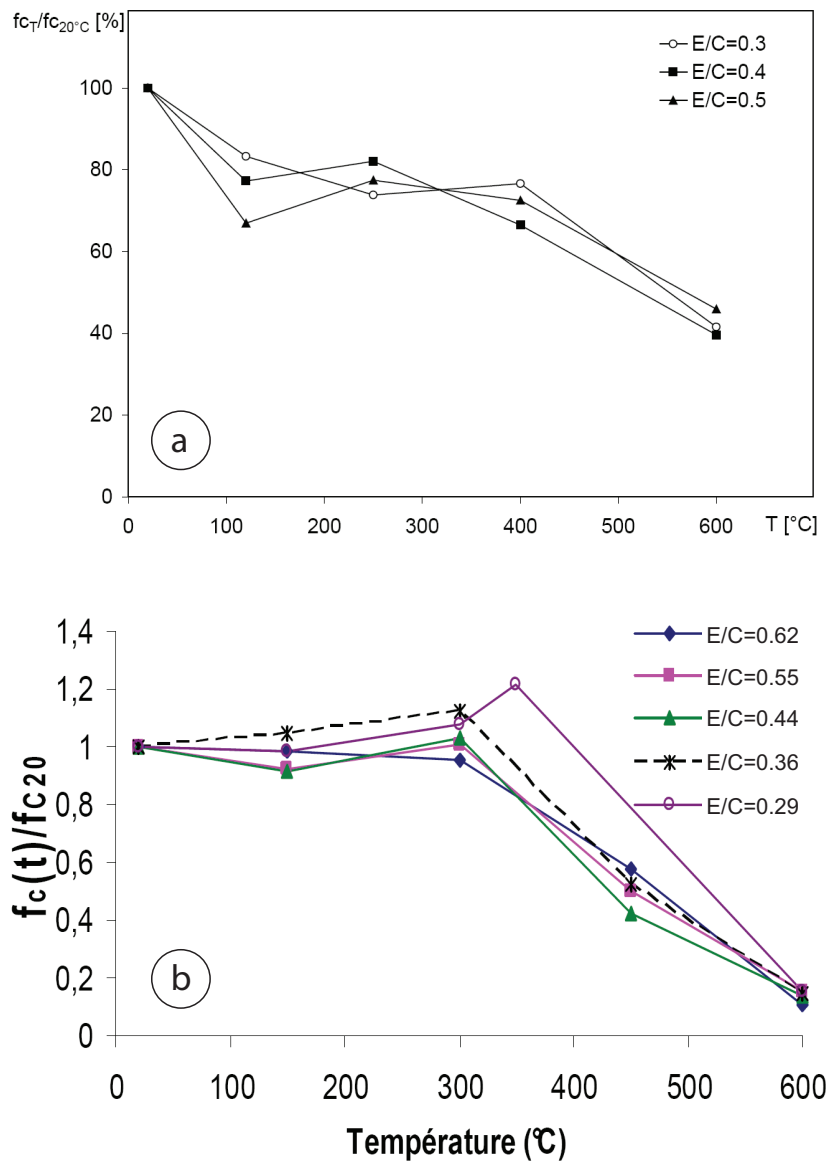 fcT/fc20°C [%]
E/C=0.3
E/C=0.4
E/C=0.5
100
80
60
40
20
0
a
0 100 200 300 400 500 600 T [°C]
1,4
1,2
1
0,8
0,6
0,4
0,2
0
fc(t)/fc20
E/C=0.62
E/C=0.55
E/C=0.44
E/C=0.36
E/C=0.29
b
0 100 200 300 400 500 600
Température (°C)